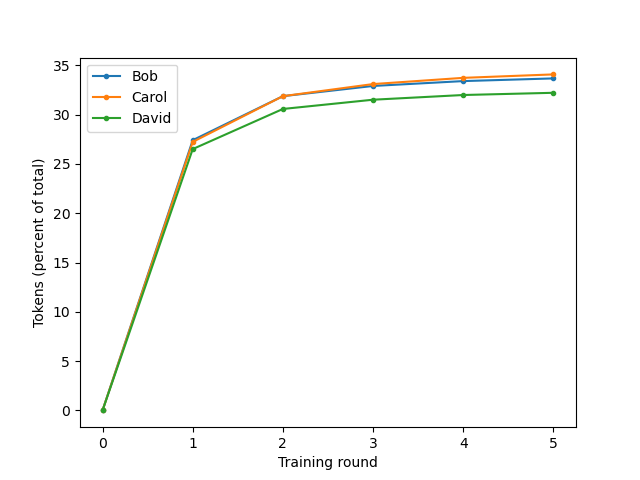 35
30
25
20
15
10
5
0
Tokens (percent of total)
Bob
Carol
David
0 1 2 3 4 5
Training round